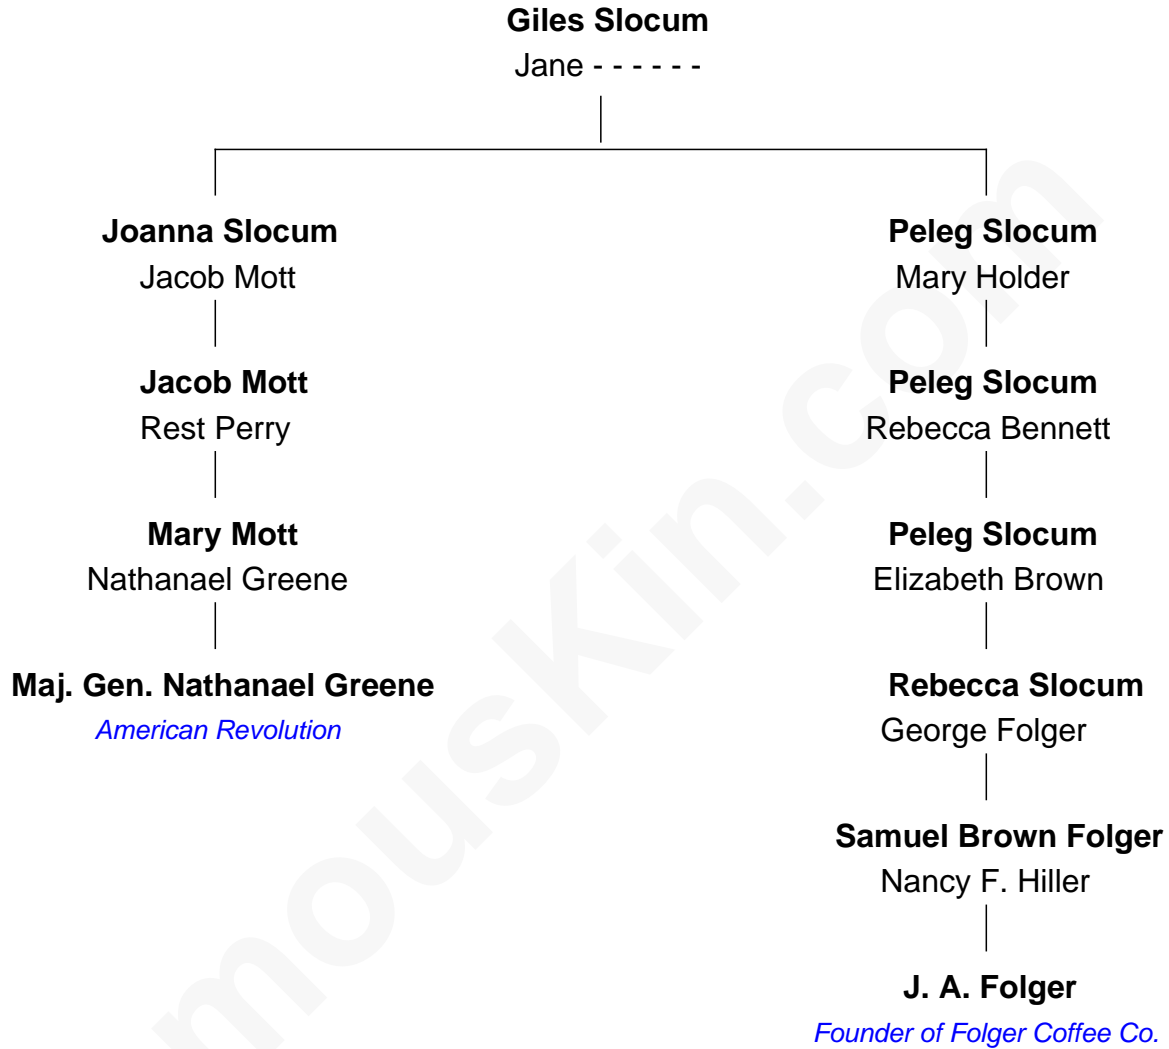 Giles Slocum
Jane - - - - - -
Joanna Slocum
Jacob Mott
Peleg Slocum
Mary Holder
Jacob Mott
Rest Perry
Peleg Slocum
Rebecca Bennett
Mary Mott
Nathanael Greene
Peleg Slocum
Elizabeth Brown
Maj. Gen. Nathanael Greene
American Revolution
Rebecca Slocum
George Folger
Samuel Brown Folger
Nancy F. Hiller
J. A. Folger
Founder of Folger Coffee Co.
mousKin.com